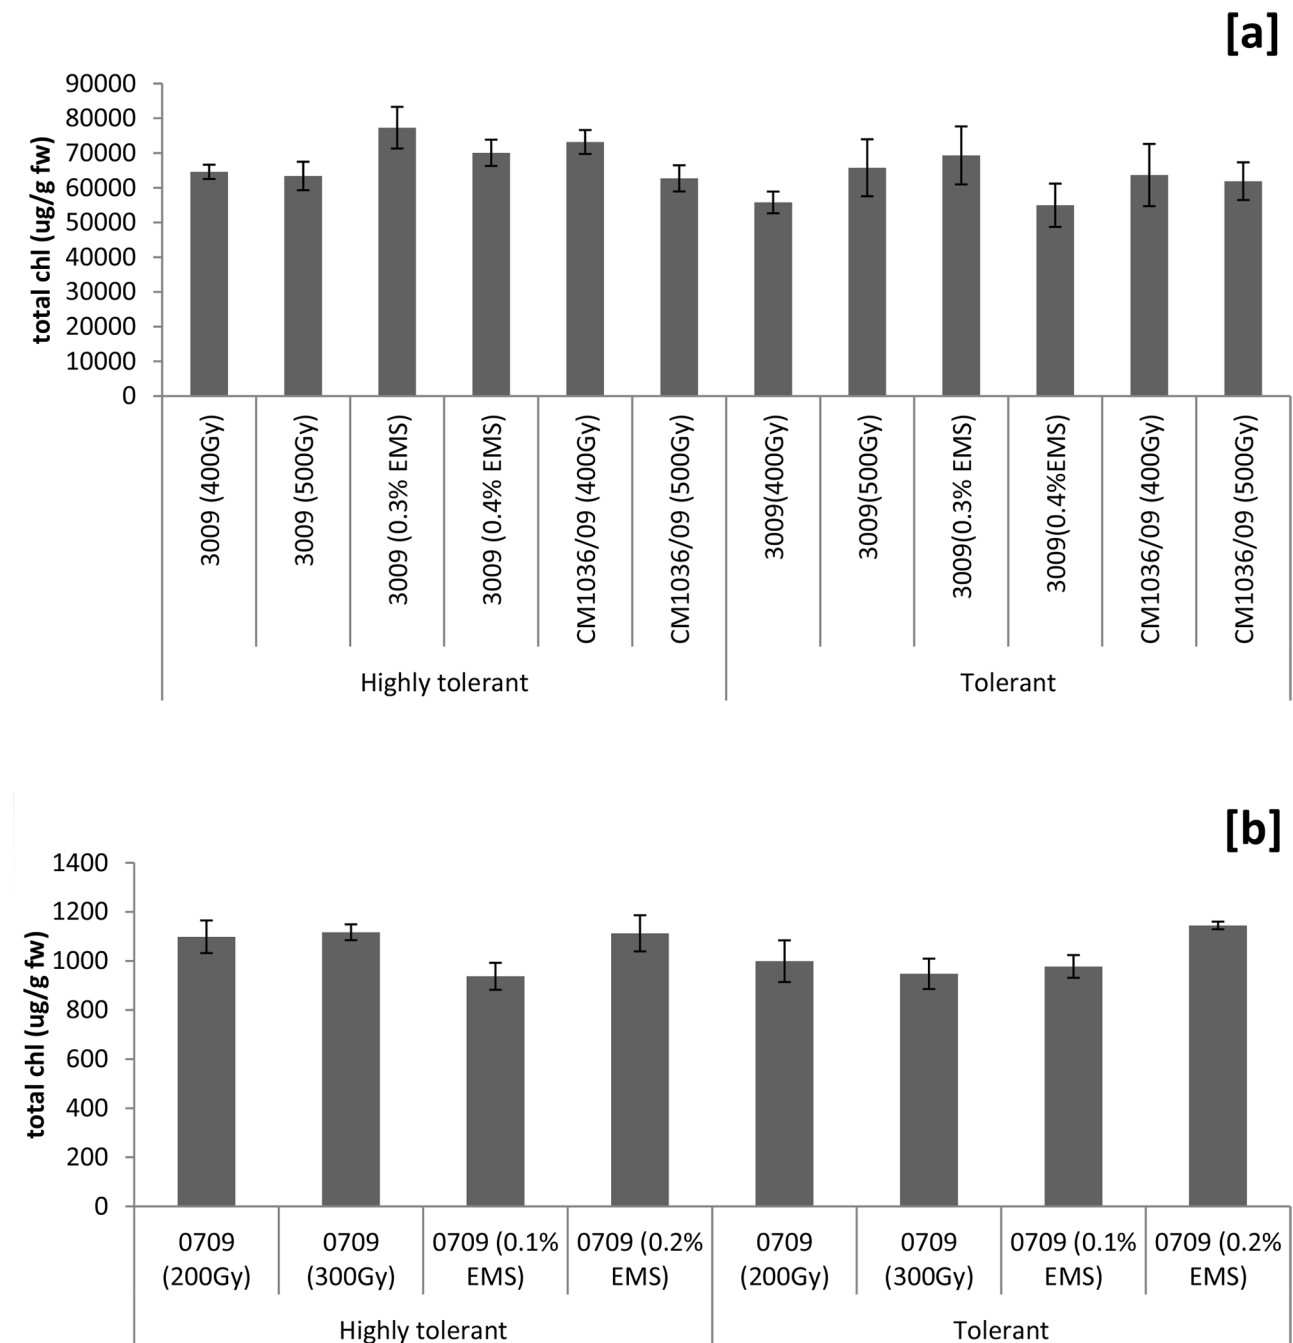 [a]
total chl (ug/g fw)
90000
80000
70000
60000
50000
40000
30000
20000
10000
0
3009 (400Gy)
3009 (500Gy)
3009 (0.3% EMS)
3009 (0.4% EMS)
CM1036/09 (400Gy)
CM1036/09 (500Gy)
3009(400Gy)
3009(500Gy)
3009(0.3% EMS)
3009(0.4%EMS)
CM1036/09 (400Gy)
CM1036/09 (500Gy)
Highly tolerant
Tolerant
[b]
total chl (ug/g fw)
1400
1200
1000
800
600
400
200
0
0709
(200Gy)
0709
(300Gy)
0709 (0.1%
EMS)
0709 (0.2%
EMS)
0709
(200Gy)
0709
(300Gy)
0709 (0.1%
EMS)
0709 (0.2%
EMS)
Highly tolerant
Tolerant